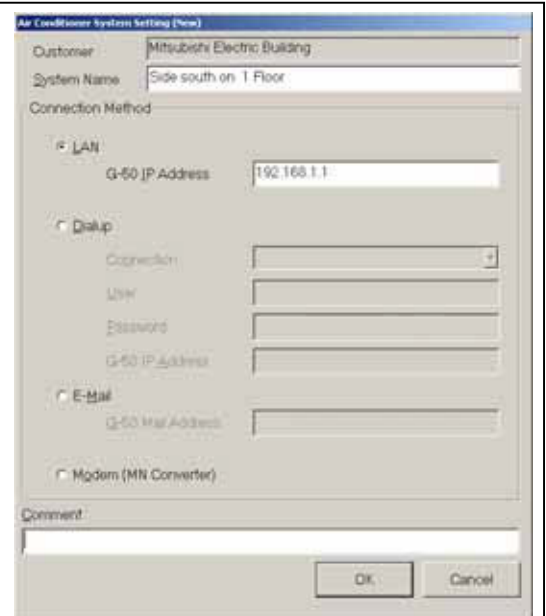 Air Conditioner System Setting (New)
Customer Mitsubishi Electric Building
System Name Side south on 1 Floor
Connection Method
LAN
G-50 IP Address 192.168.1.1
Dialup
Connection
User
Password
G-50 IP Address
E-Mail
G-50 Mail Address
Modem (MN Converter)
Comment
OK Cancel